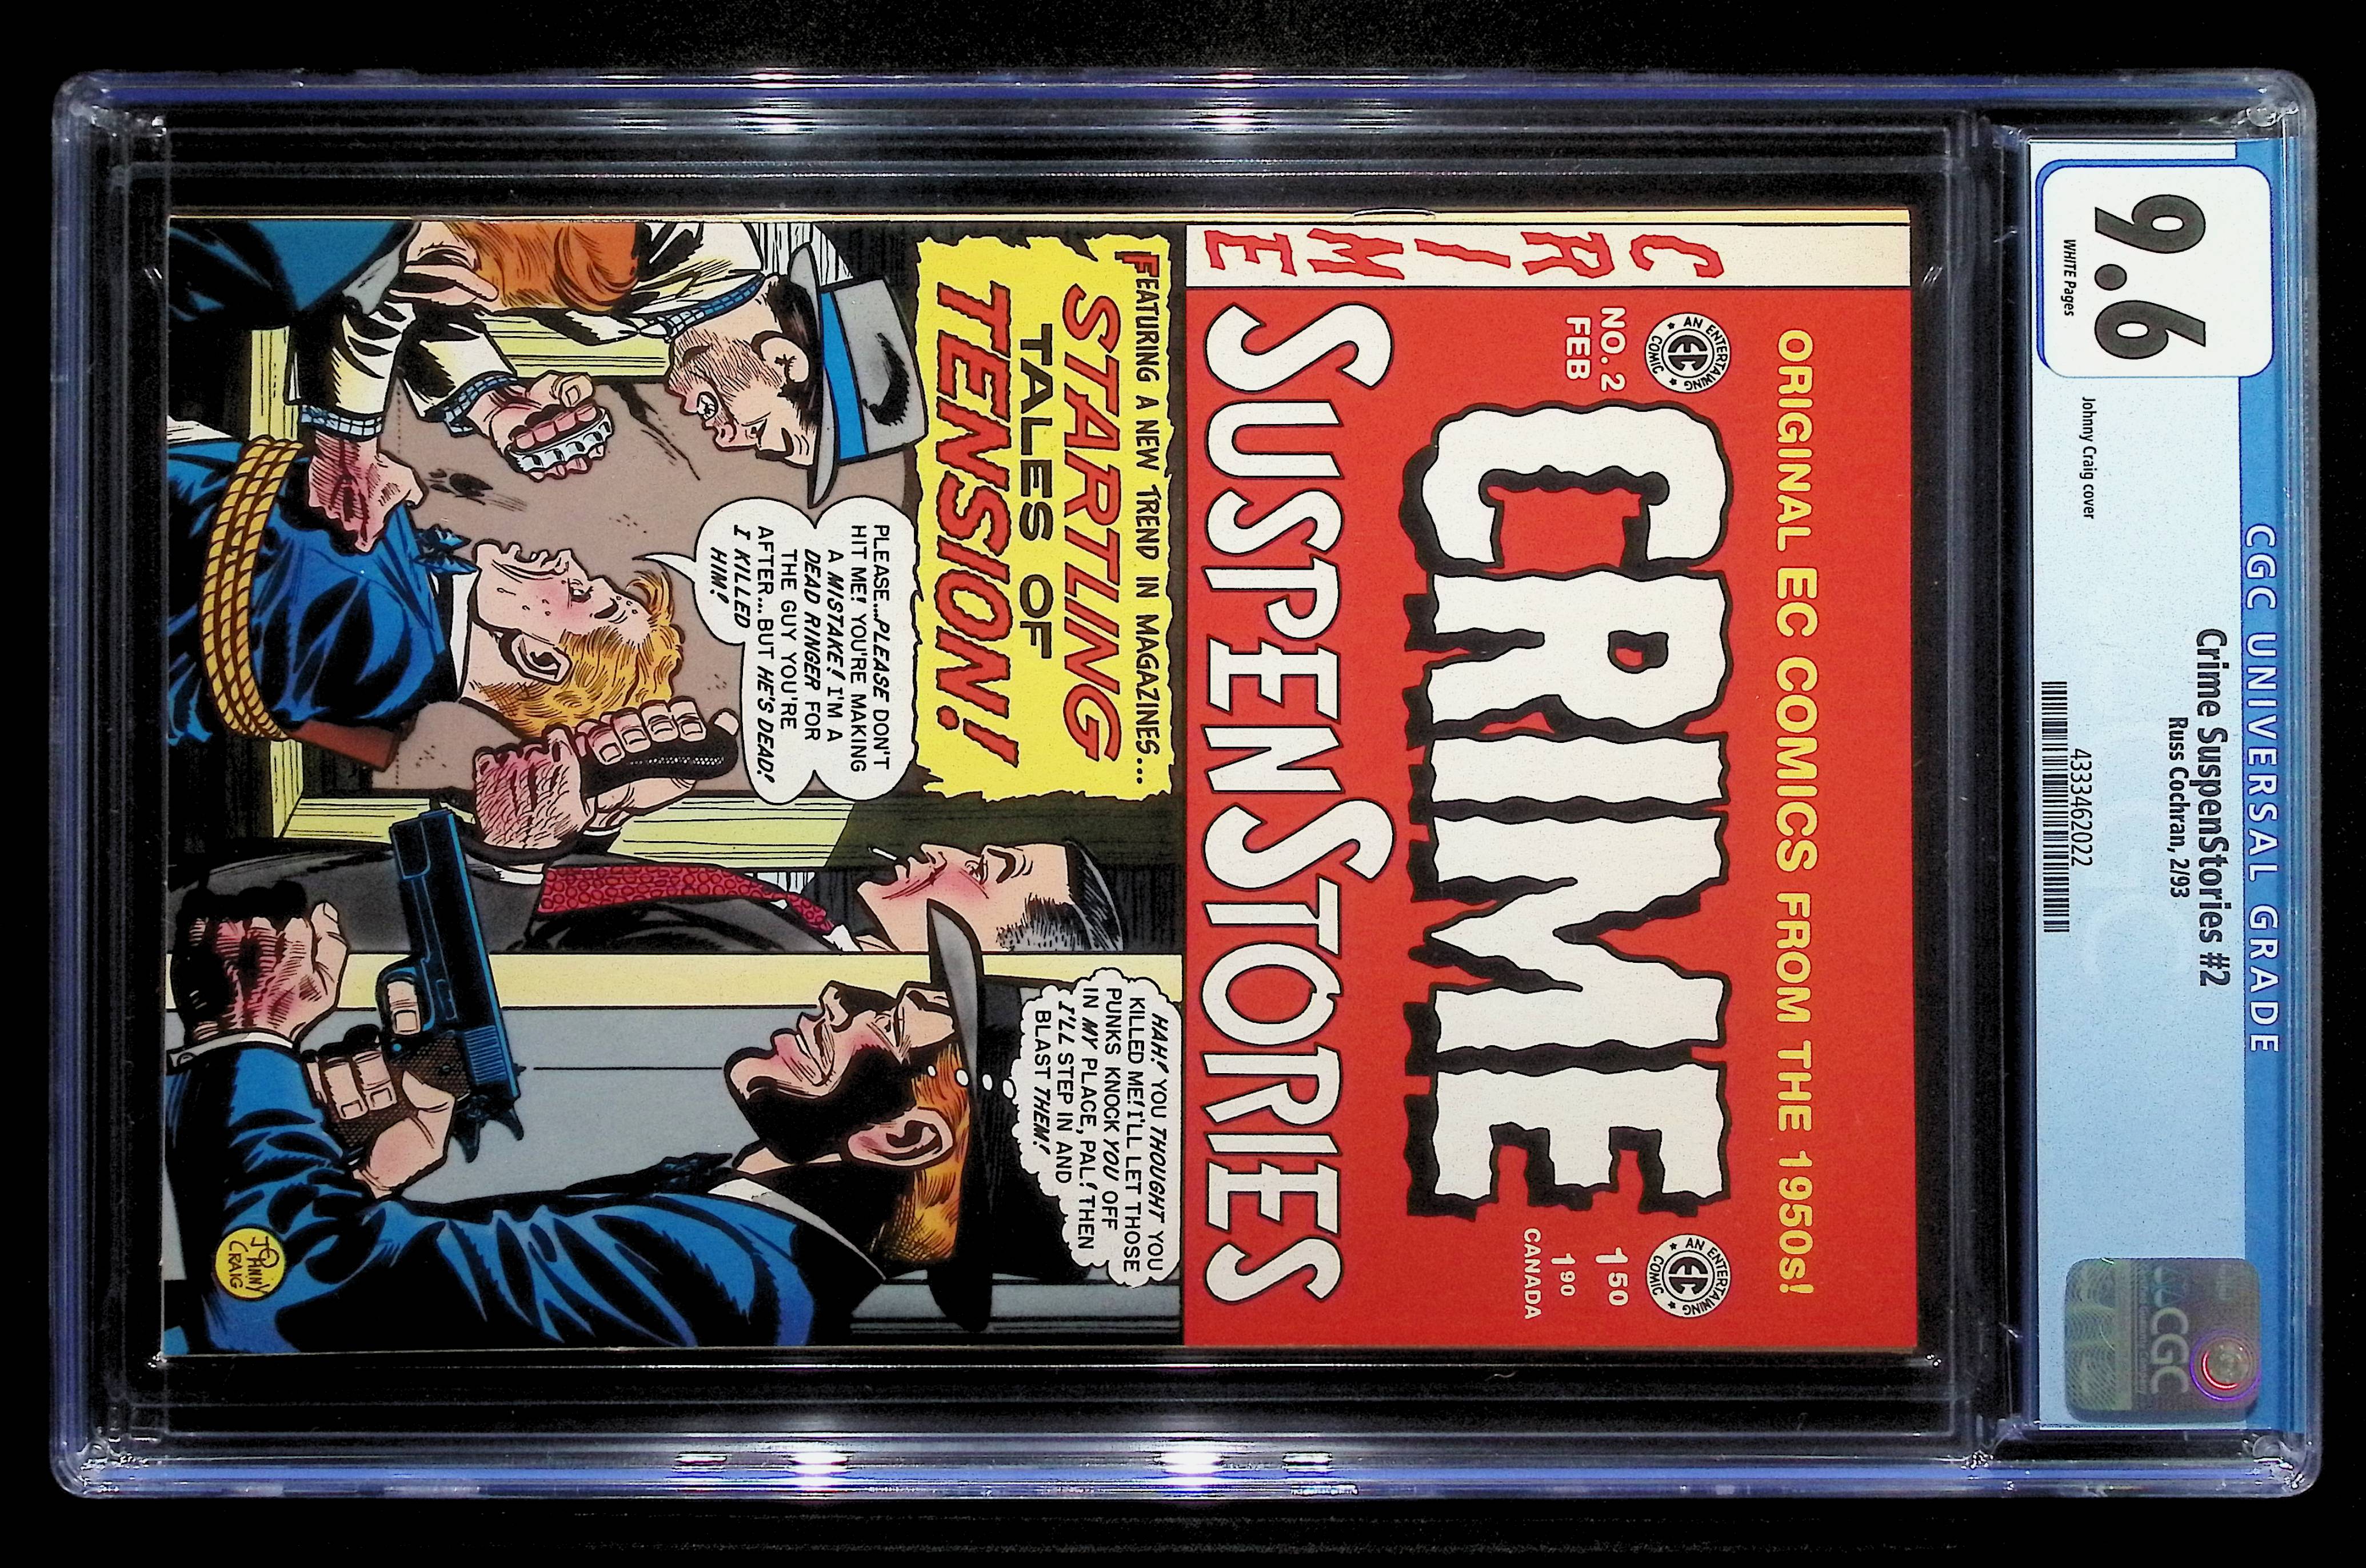 CGC UNIVERSAL GRADE
9.6
WHITE Pages
Crime SuspenStories #2
Russ Cochran, 2/93
Johnny Craig cover
4333462022
CGC
ORIGINAL EC COMICS FROM THE 1950s!
CRIME
AN ENTERTAINING
EC
COMIC
NO. 2
FEB
CRIME
AN ENTERTAINING
EC
COMIC
1 50
1 90
CANADA
SUSPENSTORIES
FEATURING A NEW TREND IN MAGAZINES...
STARTLING
TALES OF
TENSION!
HAH! YOU THOUGHT YOU
KILLED ME! I'LL LET THOSE
PUNKS KNOCK YOU OFF
IN MY PLACE, PAL! THEN
I'LL STEP IN AND
BLAST THEM!
PLEASE...PLEASE DON'T
HIT ME! YOU'RE MAKING
A MISTAKE! I'M A
DEAD RINGER FOR
THE GUY YOU'RE
AFTER...BUT HE'S DEAD!
I KILLED
HIM!
JOHNNY
CRAIG